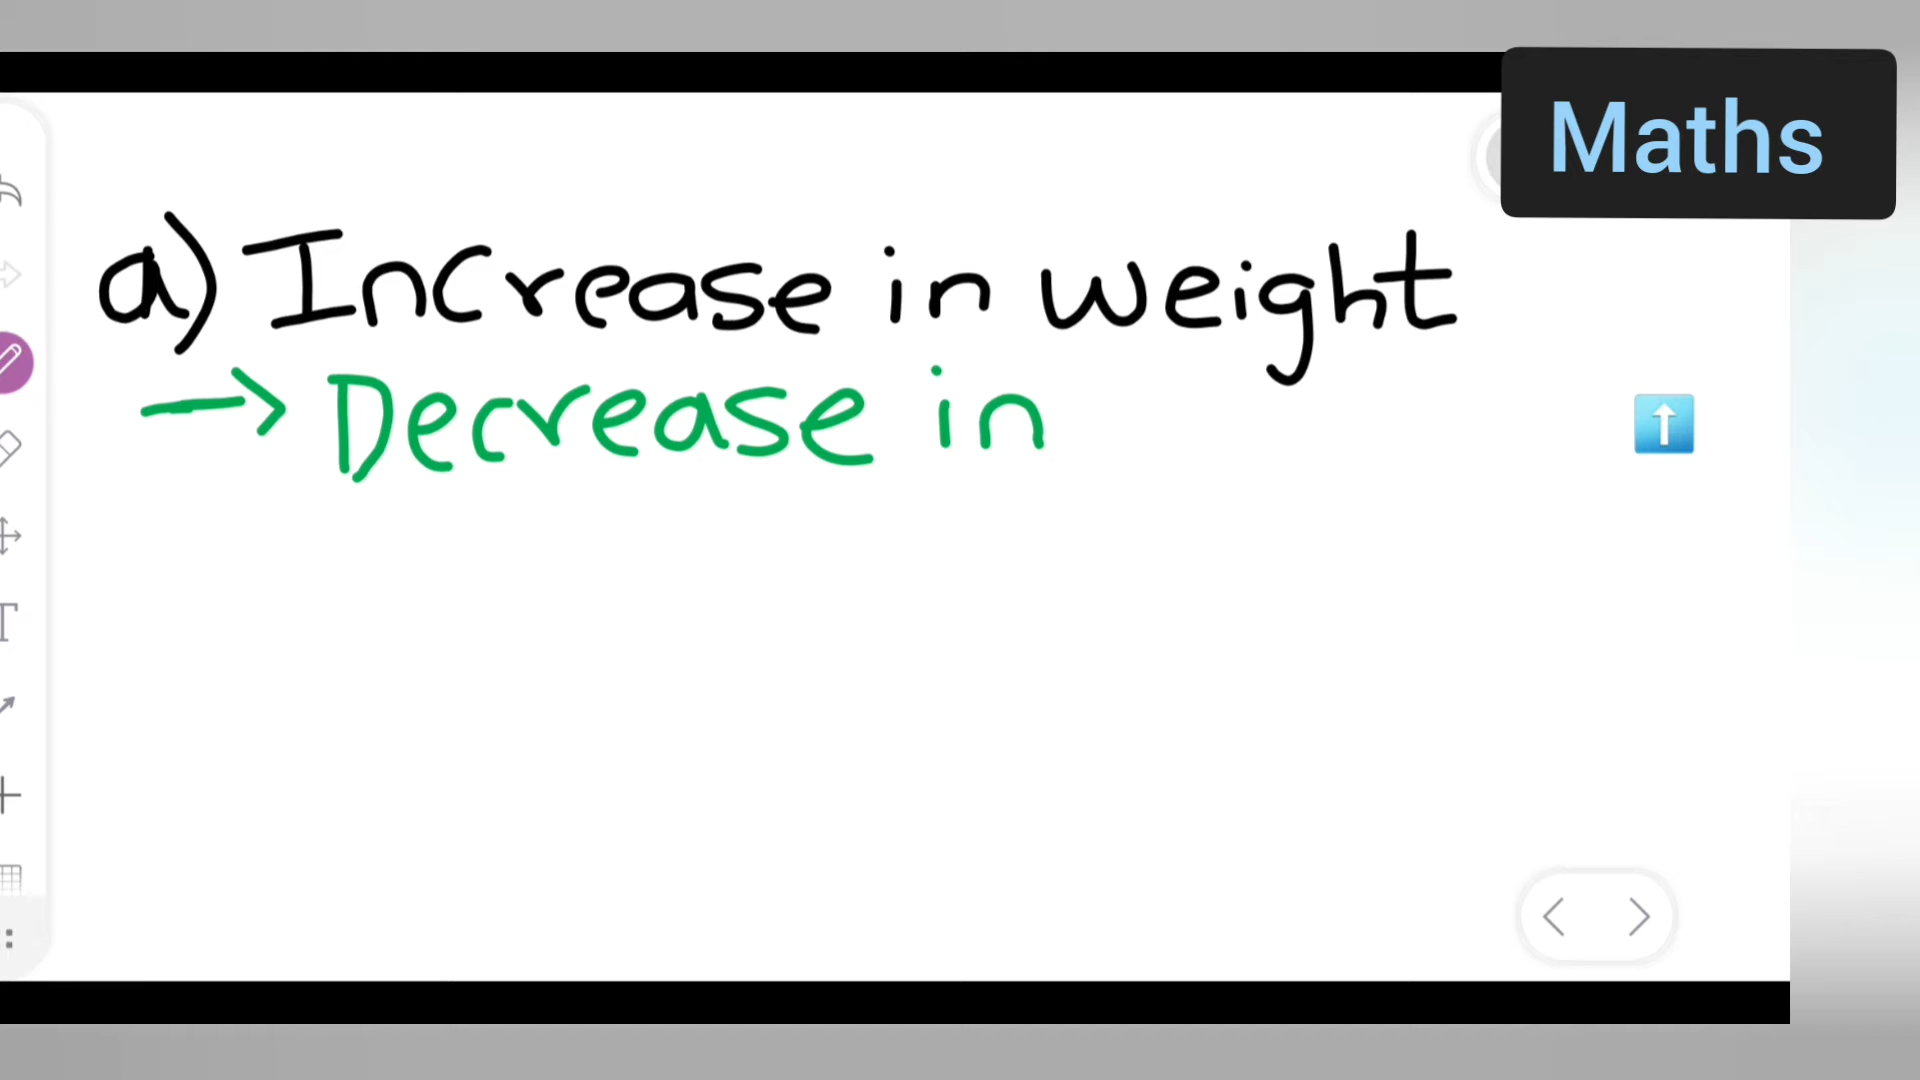 Maths
a) Increase in weight
→ Decrease in